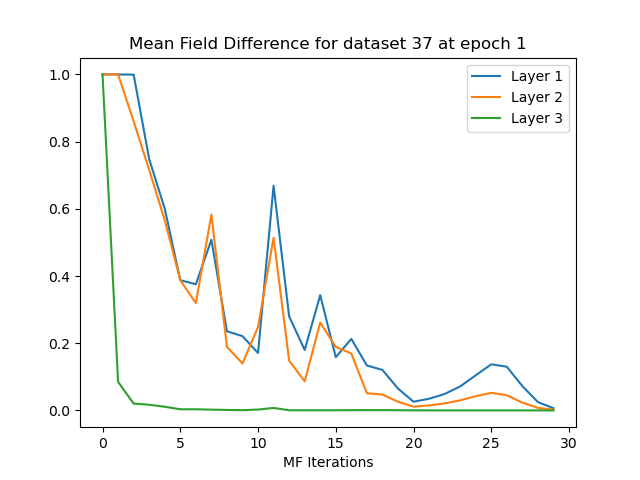 Mean Field Difference for dataset 37 at epoch 1
Layer 1
Layer 2
Layer 3
1.0
0.8
0.6
0.4
0.2
0.0
0 5 10 15 20 25 30
MF Iterations